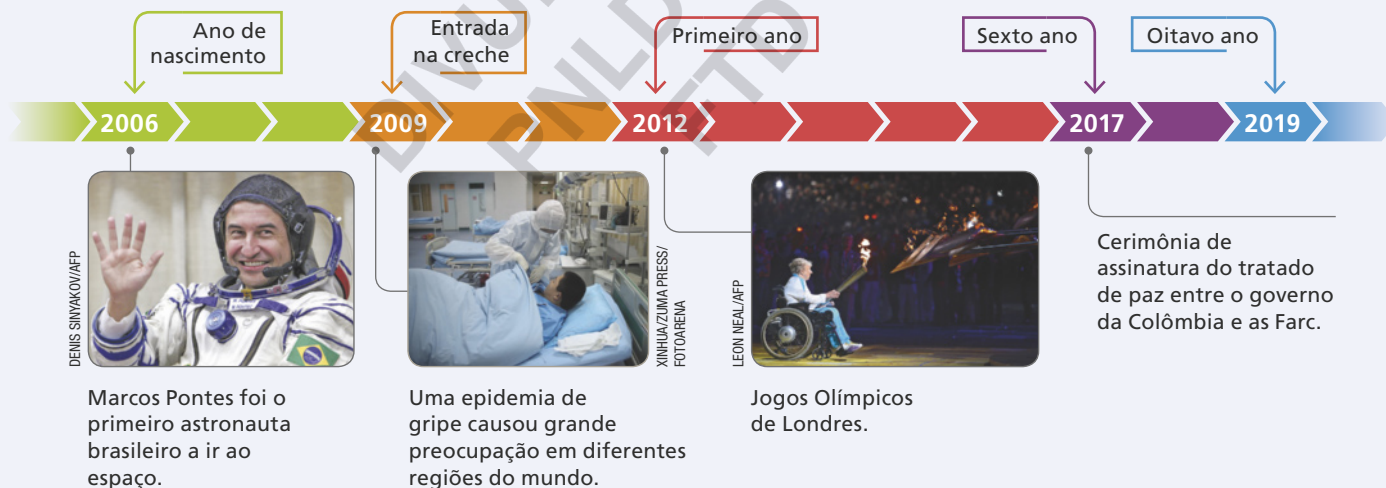 Ano de
nascimento
Entrada
na creche
Primeiro ano
Sexto ano
Oitavo ano
2006
2009
2012
2017
2019
DENIS SINYAKOV/AFP
Marcos Pontes foi o
primeiro astronauta
brasileiro a ir ao
espaço.
XINHUA/ZUMA PRESS/
FOTOARENA
Uma epidemia de
gripe causou grande
preocupação em diferentes
regiões do mundo.
LEON NEAL/AFP
Jogos Olímpicos
de Londres.
Cerimônia de
assinatura do tratado
de paz entre o governo
da Colômbia e as Farc.
PNLD
FTD